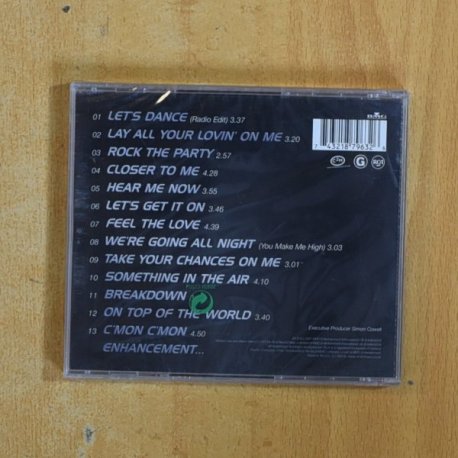 01 LET'S DANCE (Radio Edit) 3.37
02 LAY ALL YOUR LOVIN' ON ME 3.20
03 ROCK THE PARTY 2.57
04 CLOSER TO ME 4.28
05 HEAR ME NOW 3.55
06 LET'S GET IT ON 3.46
07 FEEL THE LOVE 4.39
08 WE'RE GOING ALL NIGHT (You Make Me High) 3.03
09 TAKE YOUR CHANCES ON ME 3.01
10 SOMETHING IN THE AIR 4.10
11 BREAKDOWN
12 ON TOP OF THE WORLD 3.40
13 C'MON C'MON 4.50
ENHANCEMENT...
BMG
7 43218 79632
G
Executive Producer Simon Cowell